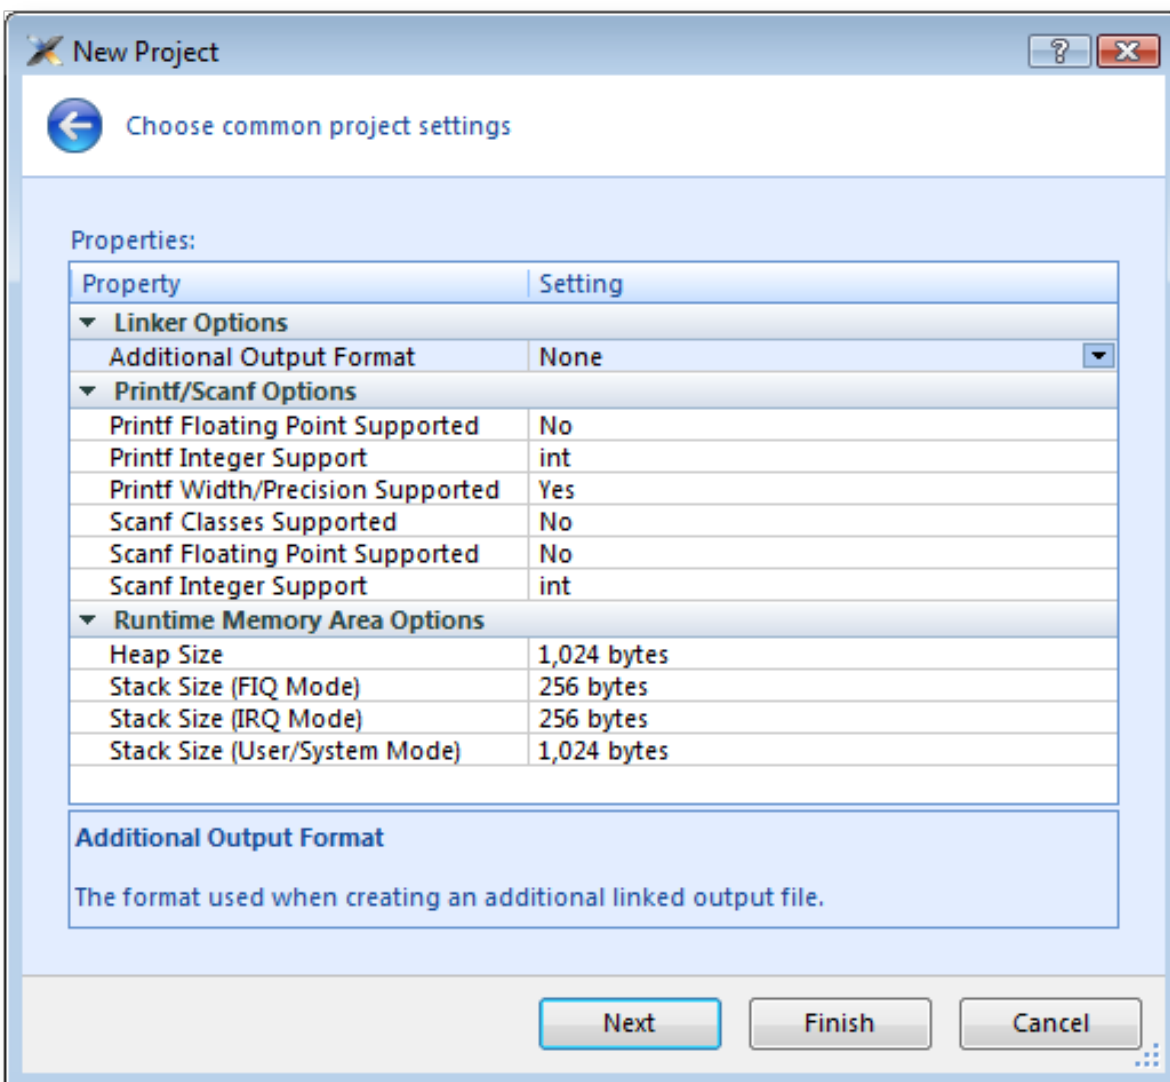 New Project
Choose common project settings
Properties:
Property Setting
Linker Options
Additional Output Format None
Printf/Scanf Options
Printf Floating Point Supported No
Printf Integer Support int
Printf Width/Precision Supported Yes
Scanf Classes Supported No
Scanf Floating Point Supported No
Scanf Integer Support int
Runtime Memory Area Options
Heap Size 1,024 bytes
Stack Size (FIQ Mode) 256 bytes
Stack Size (IRQ Mode) 256 bytes
Stack Size (User/System Mode) 1,024 bytes
Additional Output Format
The format used when creating an additional linked output file.
Next Finish Cancel